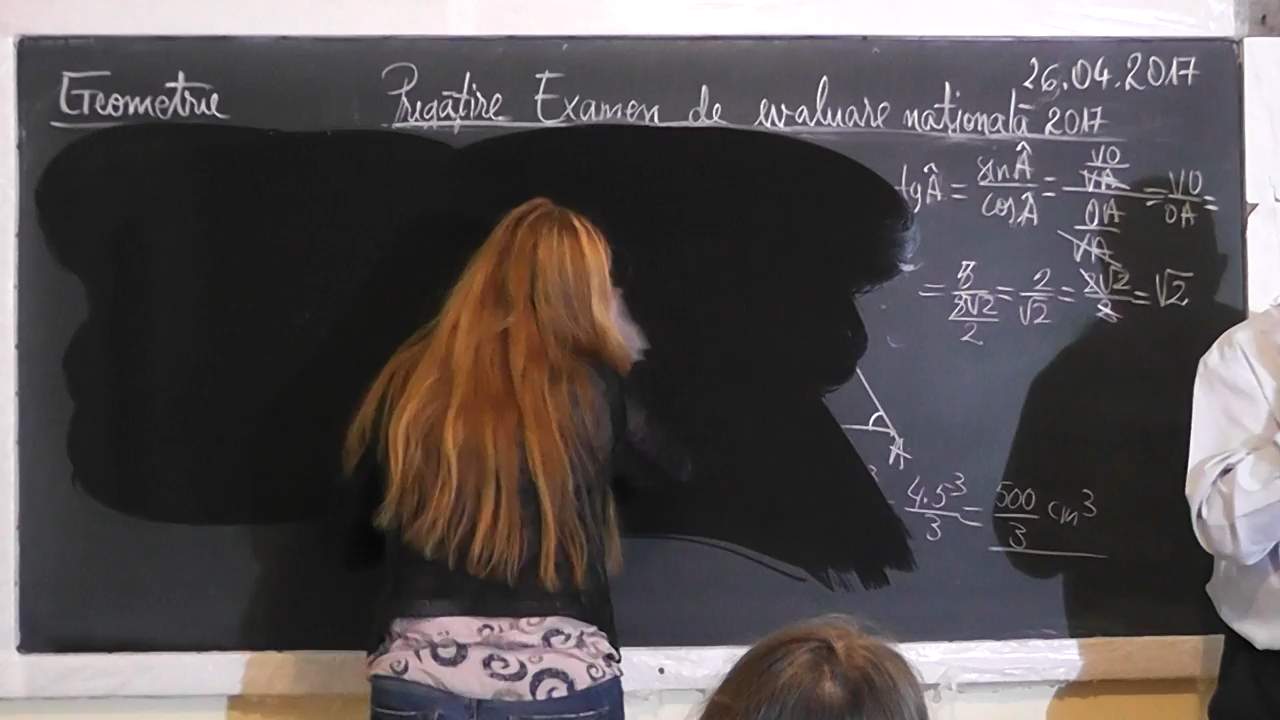 Geometrie
Pregătire Examen de evaluare națională 2017
26.04.2017
tg Â = sin Â / cos Â = (VO/VA) / (OA/VA) = VO/OA =
= 5 / (5√2/2) = 2/√2 = 2√2/2 = √2
A
4·5³/3 = 500/3 cm³